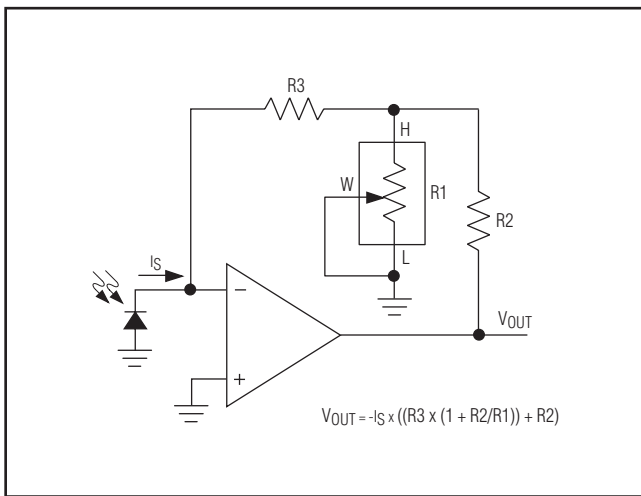 R3
H
W
R1
R2
L
IS
−
VOUT
+
VOUT = -IS x ((R3 x (1 + R2/R1)) + R2)